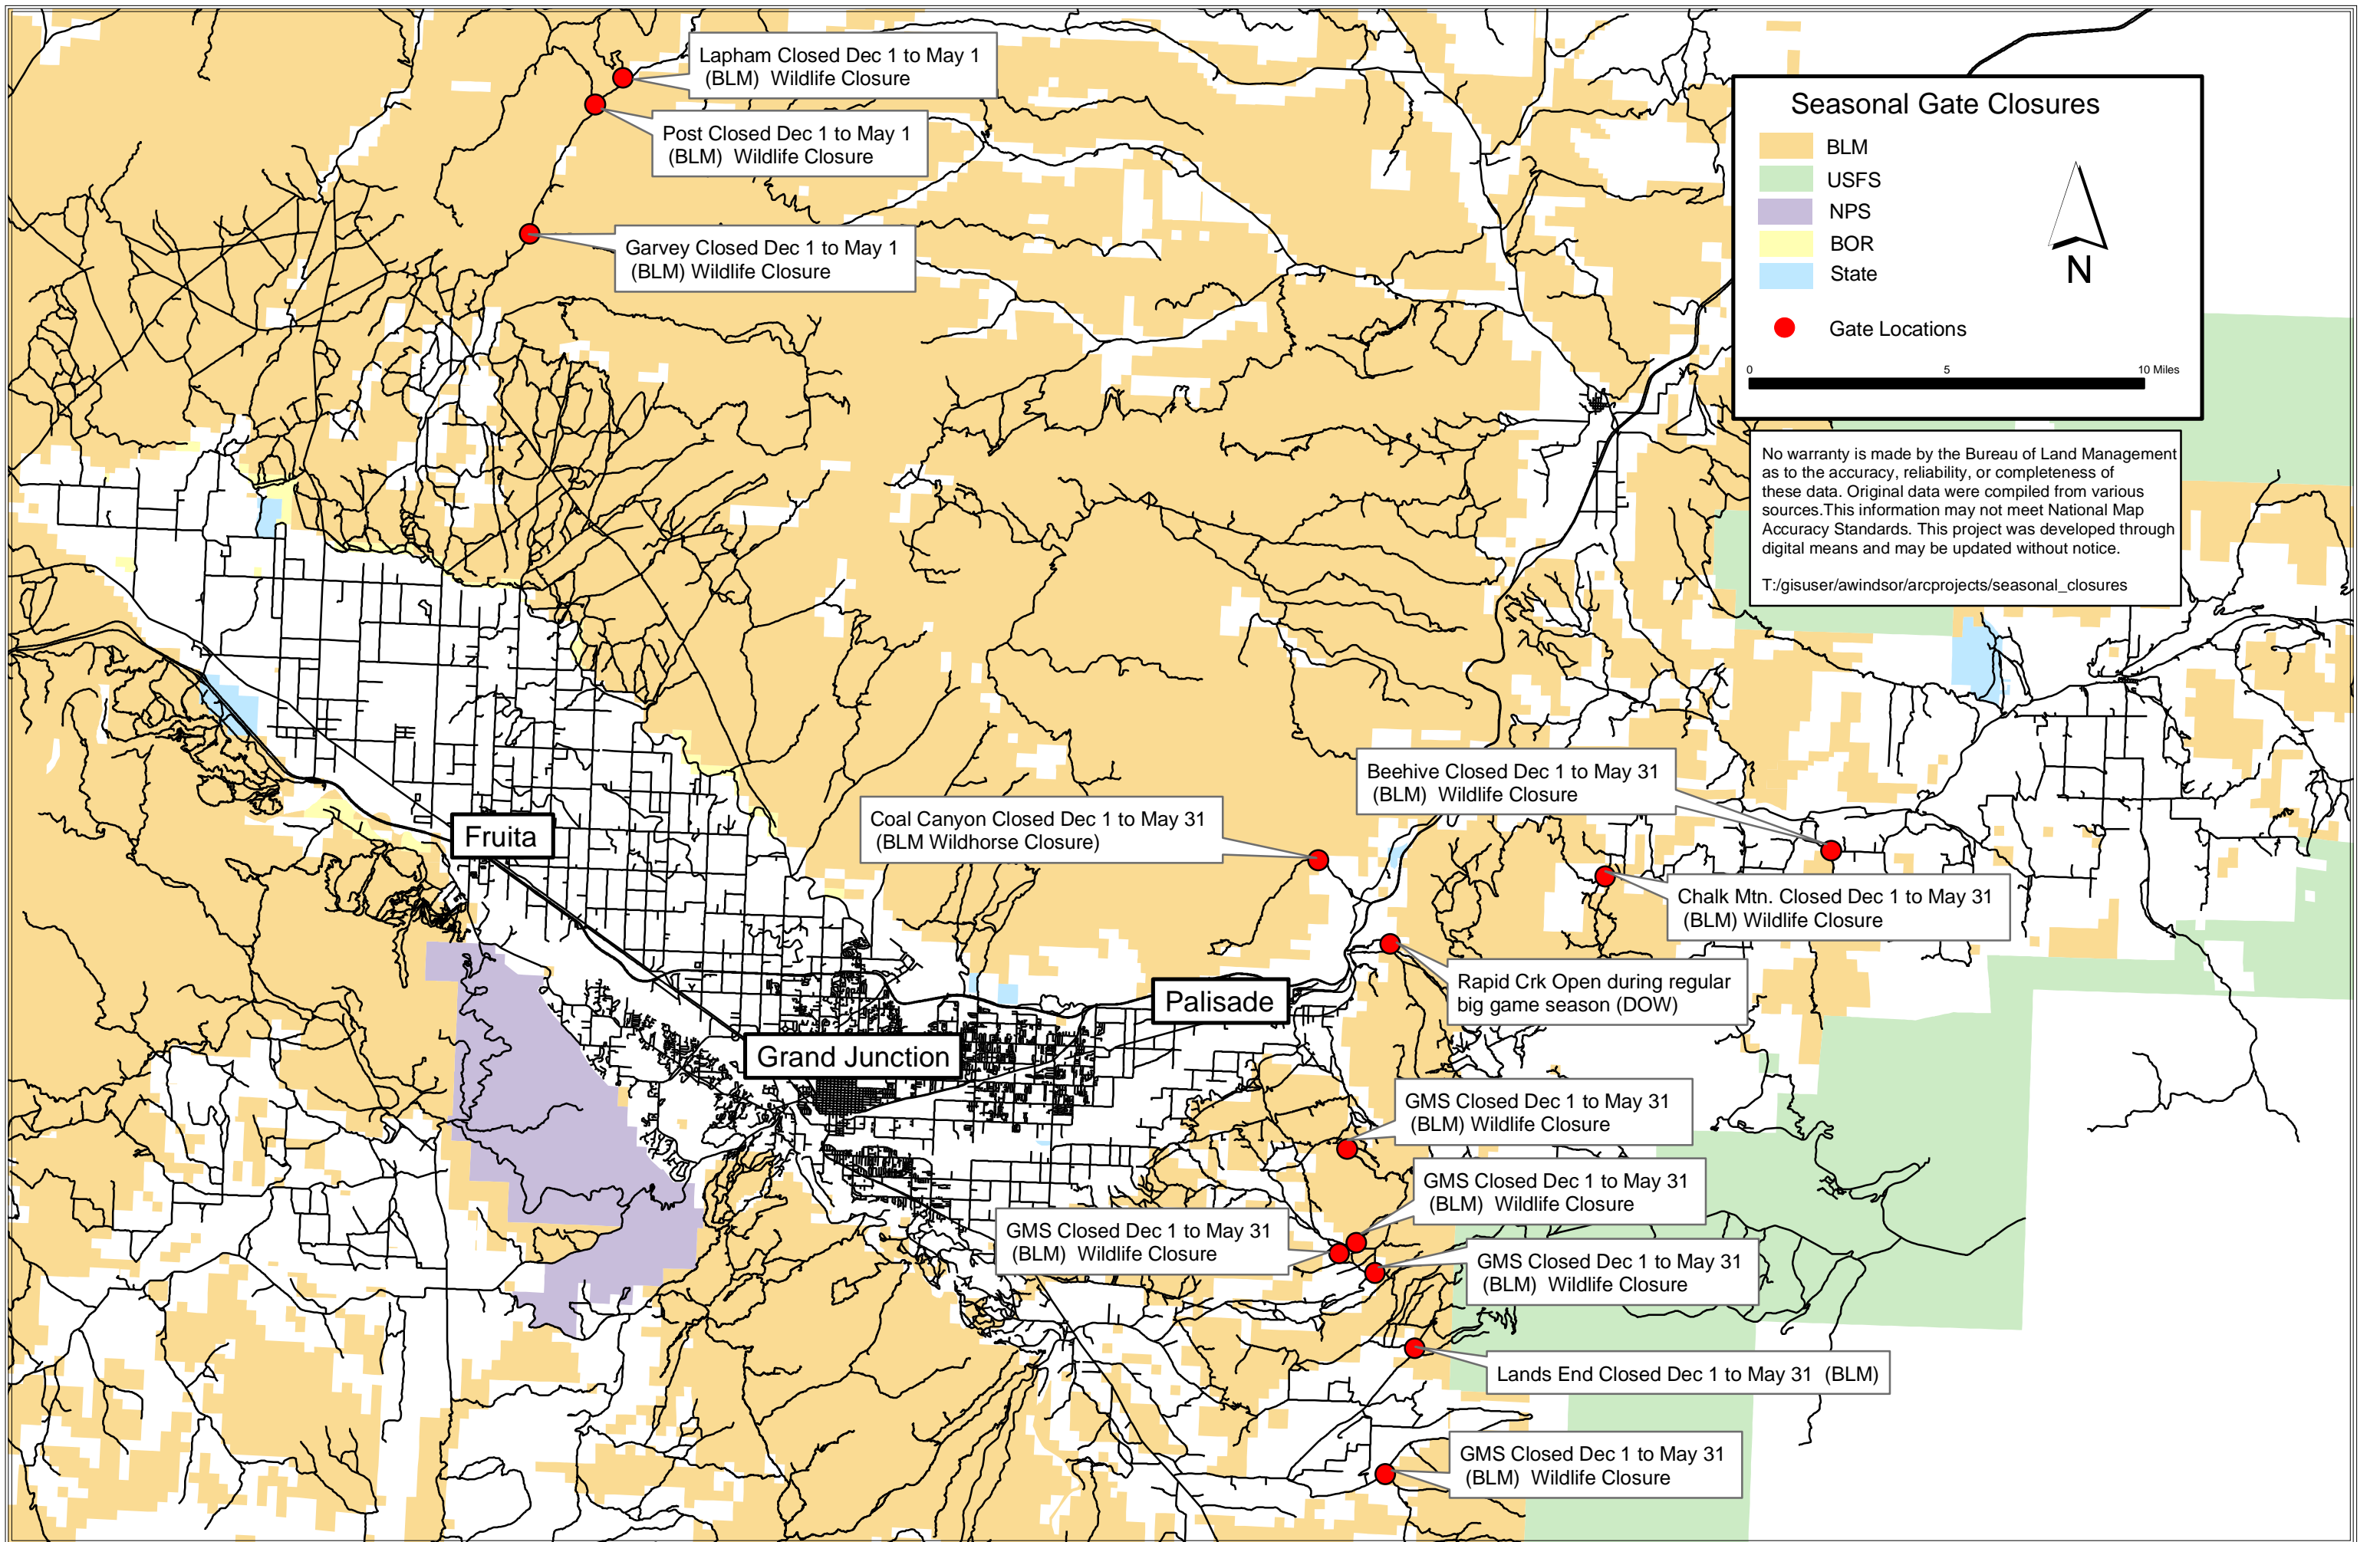 Lapham Closed Dec 1 to May 1
(BLM) Wildlife Closure
Post Closed Dec 1 to May 1
(BLM) Wildlife Closure
Garvey Closed Dec 1 to May 1
(BLM) Wildlife Closure
Seasonal Gate Closures
BLM
USFS
NPS
BOR
State
Gate Locations
N
0 5 10 Miles
No warranty is made by the Bureau of Land Management
as to the accuracy, reliability, or completeness of
these data. Original data were compiled from various
sources.This information may not meet National Map
Accuracy Standards. This project was developed through
digital means and may be updated without notice.
T:/gisuser/awindsor/arcprojects/seasonal_closures
Beehive Closed Dec 1 to May 31
(BLM) Wildlife Closure
Coal Canyon Closed Dec 1 to May 31
(BLM Wildhorse Closure)
Fruita
Chalk Mtn. Closed Dec 1 to May 31
(BLM) Wildlife Closure
Rapid Crk Open during regular
big game season (DOW)
Palisade
Grand Junction
GMS Closed Dec 1 to May 31
(BLM) Wildlife Closure
GMS Closed Dec 1 to May 31
(BLM) Wildlife Closure
GMS Closed Dec 1 to May 31
(BLM) Wildlife Closure
GMS Closed Dec 1 to May 31
(BLM) Wildlife Closure
Lands End Closed Dec 1 to May 31 (BLM)
GMS Closed Dec 1 to May 31
(BLM) Wildlife Closure